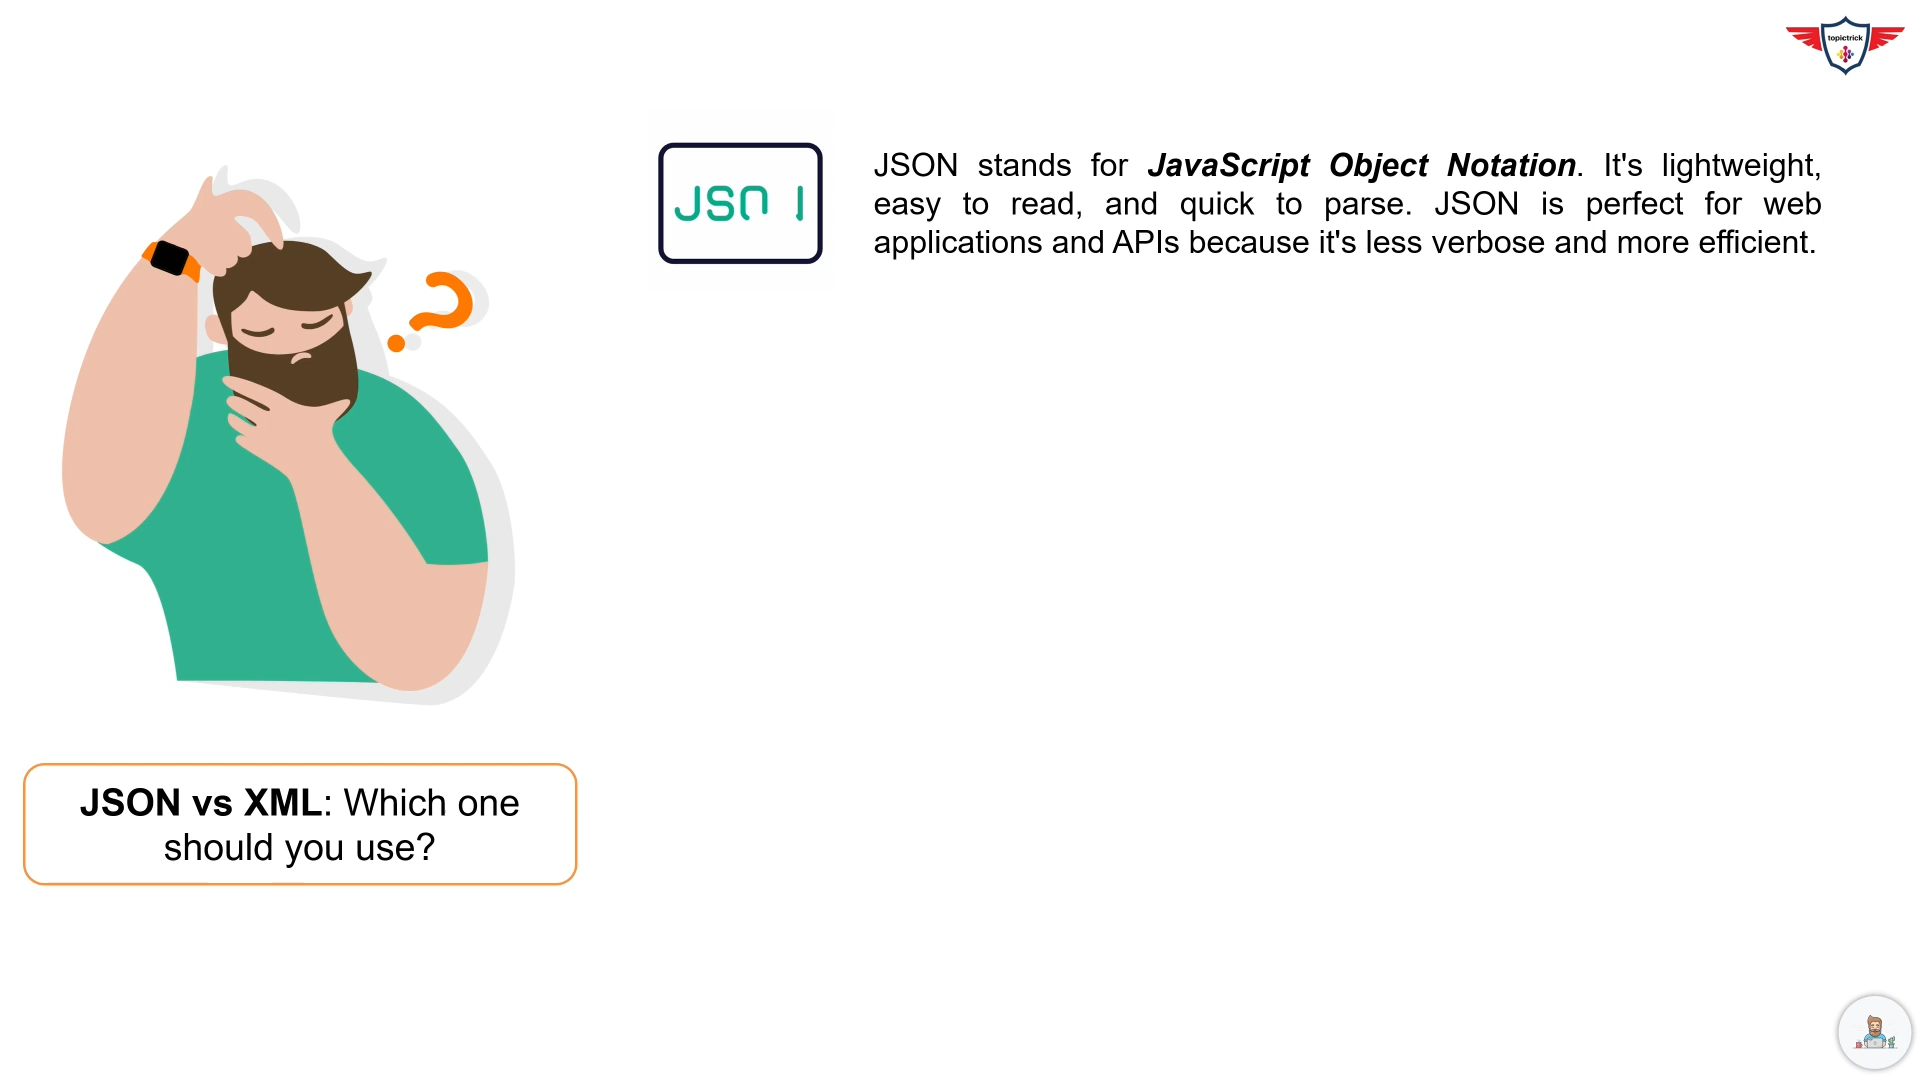 topictrick
JSON stands for JavaScript Object Notation. It's lightweight,
easy to read, and quick to parse. JSON is perfect for web
applications and APIs because it's less verbose and more efficient.
JSON vs XML: Which one
should you use?